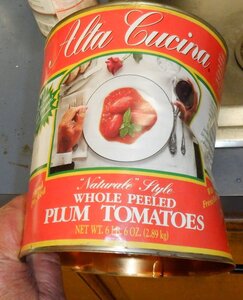 Alta Cucina
"Naturale" Style
WHOLE PEELED
PLUM TOMATOES
NET WT. 6 LB. 6 OZ. (2.89 kg)